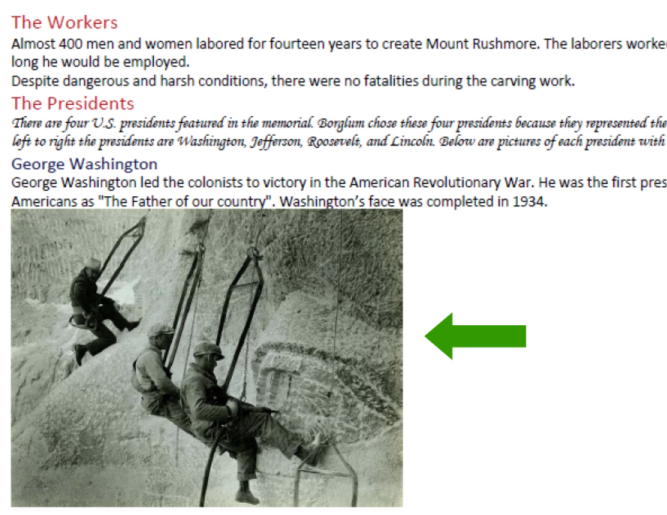 The Workers
Almost 400 men and women labored for fourteen years to create Mount Rushmore. The laborers worke
long he would be employed.
Despite dangerous and harsh conditions, there were no fatalities during the carving work.
The Presidents
There are four U.S. presidents featured in the memorial. Borglum chose these four presidents because they represented the
left to right the presidents are Washington, Jefferson, Roosevelt, and Lincoln. Below are pictures of each president with
George Washington
George Washington led the colonists to victory in the American Revolutionary War. He was the first pres
Americans as "The Father of our country". Washington’s face was completed in 1934.